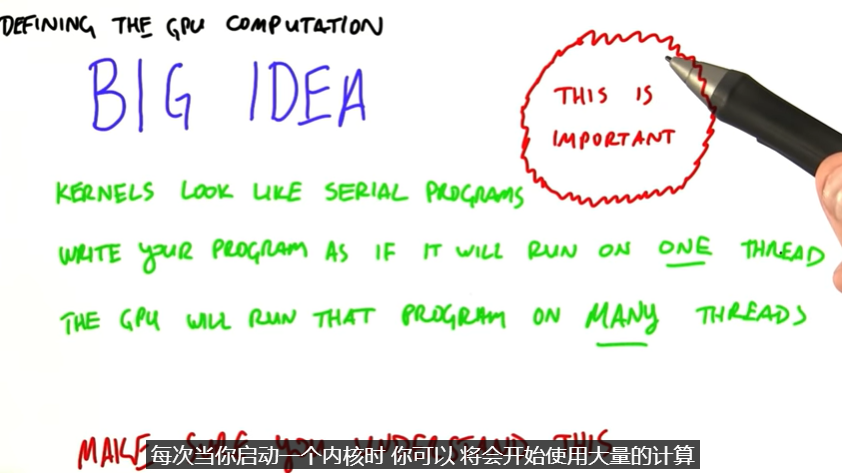 DEFINING THE GPU COMPUTATION
BIG IDEA
THIS IS
IMPORTANT
KERNELS LOOK LIKE SERIAL PROGRAMS
WRITE YOUR PROGRAM AS IF IT WILL RUN ON ONE THREAD
THE GPU WILL RUN THAT PROGRAM ON MANY THREADS
MAKE SURE YOU UNDERSTAND THIS
每次当你启动一个内核时 你可以 将会开始使用大量的计算